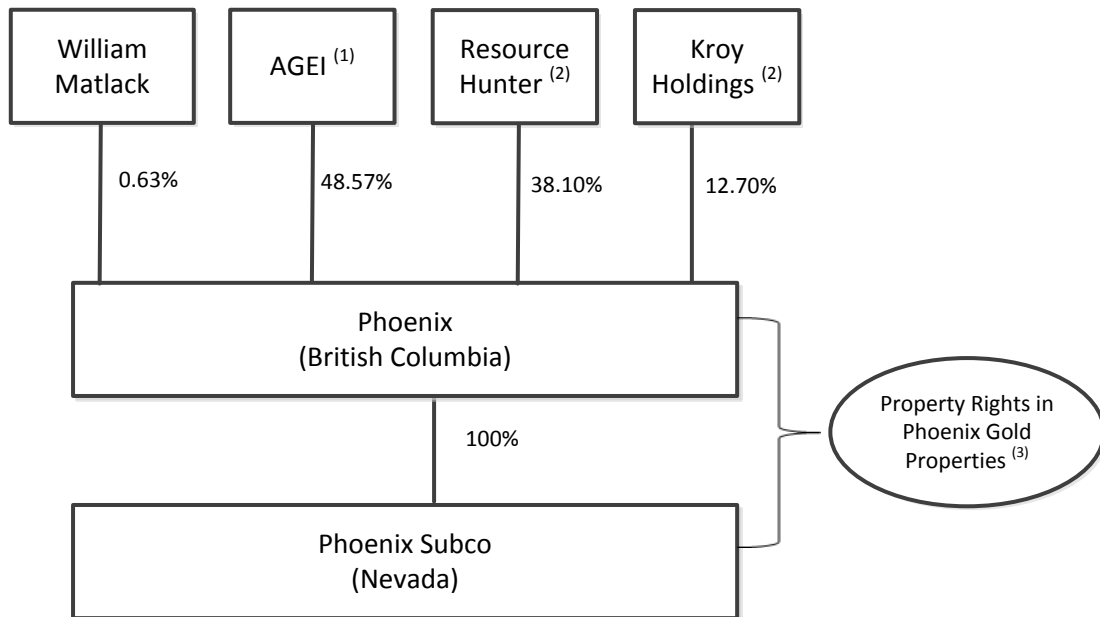 William
Matlack
AGEI (1)
Resource
Hunter (2)
Kroy
Holdings (2)
0.63%
48.57%
38.10%
12.70%
Phoenix
(British Columbia)
100%
Property Rights in
Phoenix Gold
Properties (3)
Phoenix Subco
(Nevada)